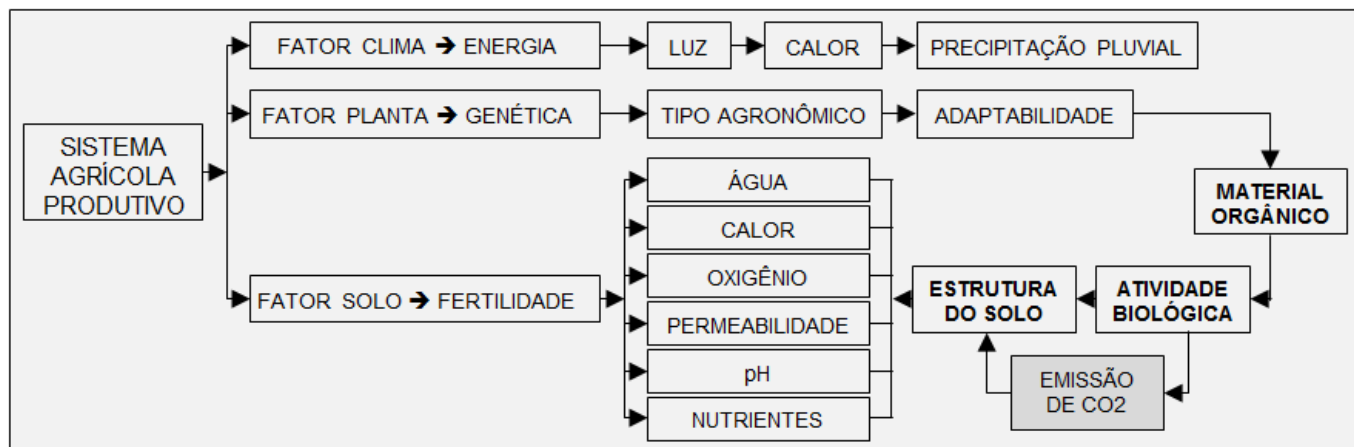 FATOR CLIMA ➔ ENERGIA
LUZ
CALOR
PRECIPITAÇÃO PLUVIAL
FATOR PLANTA ➔ GENÉTICA
TIPO AGRONÔMICO
ADAPTABILIDADE
SISTEMA
AGRÍCOLA
PRODUTIVO
MATERIAL
ORGÂNICO
ÁGUA
CALOR
OXIGÊNIO
PERMEABILIDADE
pH
NUTRIENTES
FATOR SOLO ➔ FERTILIDADE
ESTRUTURA
DO SOLO
ATIVIDADE
BIOLÓGICA
EMISSÃO
DE CO2